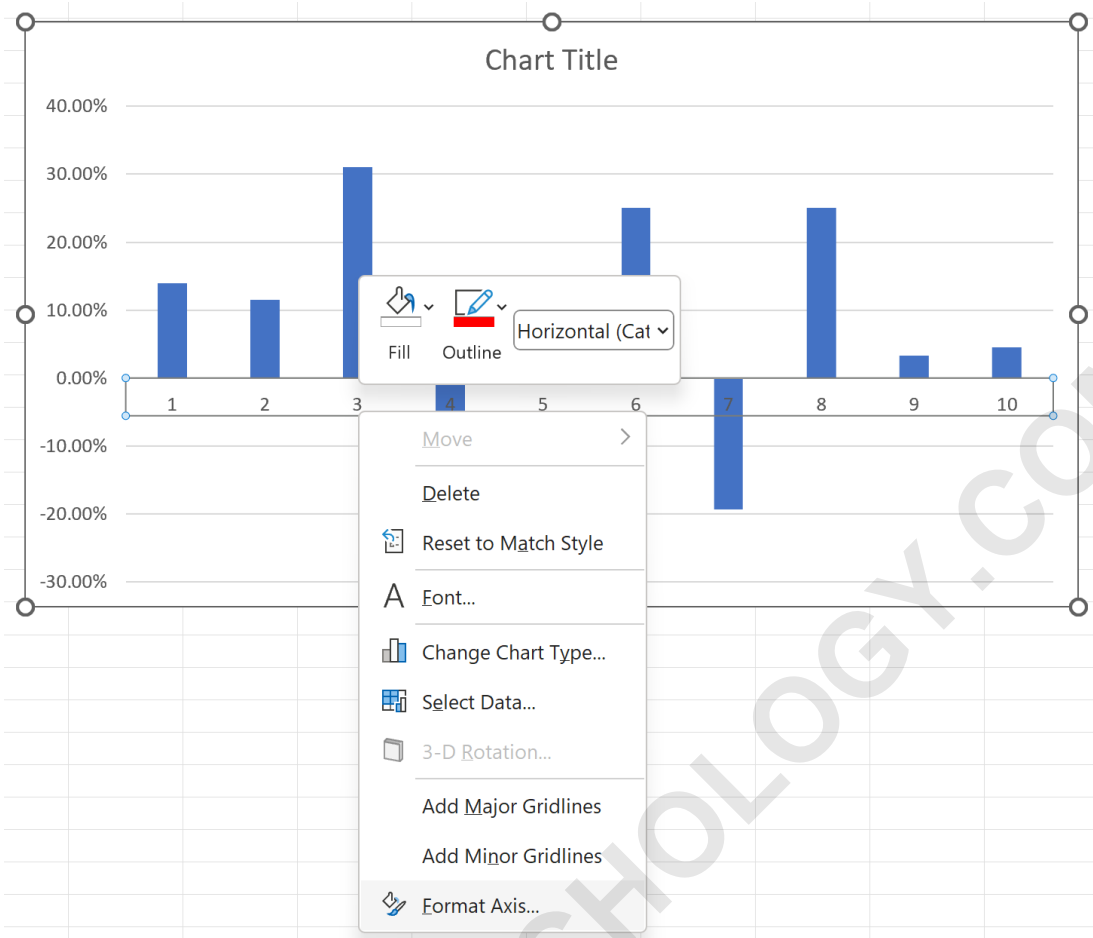 Chart Title
40.00%
30.00%
20.00%
10.00%
0.00%
-10.00%
-20.00%
-30.00%
1 2 3 4 5 6 7 8 9 10
Fill
Outline
Horizontal (Cat
Move
Delete
Reset to Match Style
Font...
Change Chart Type...
Select Data...
3-D Rotation...
Add Major Gridlines
Add Minor Gridlines
Format Axis...
HOLOGY.CO